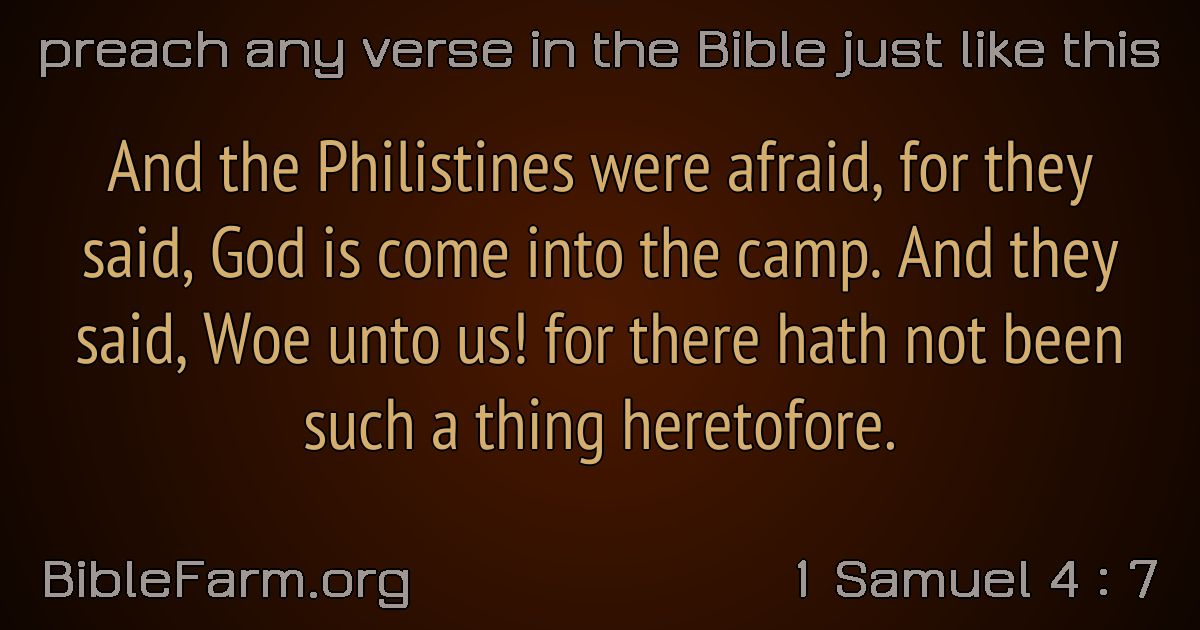 preach any verse in the Bible just like this
And the Philistines were afraid, for they
said, God is come into the camp. And they
said, Woe unto us! for there hath not been
such a thing heretofore.
BibleFarm.org
1 Samuel 4 : 7